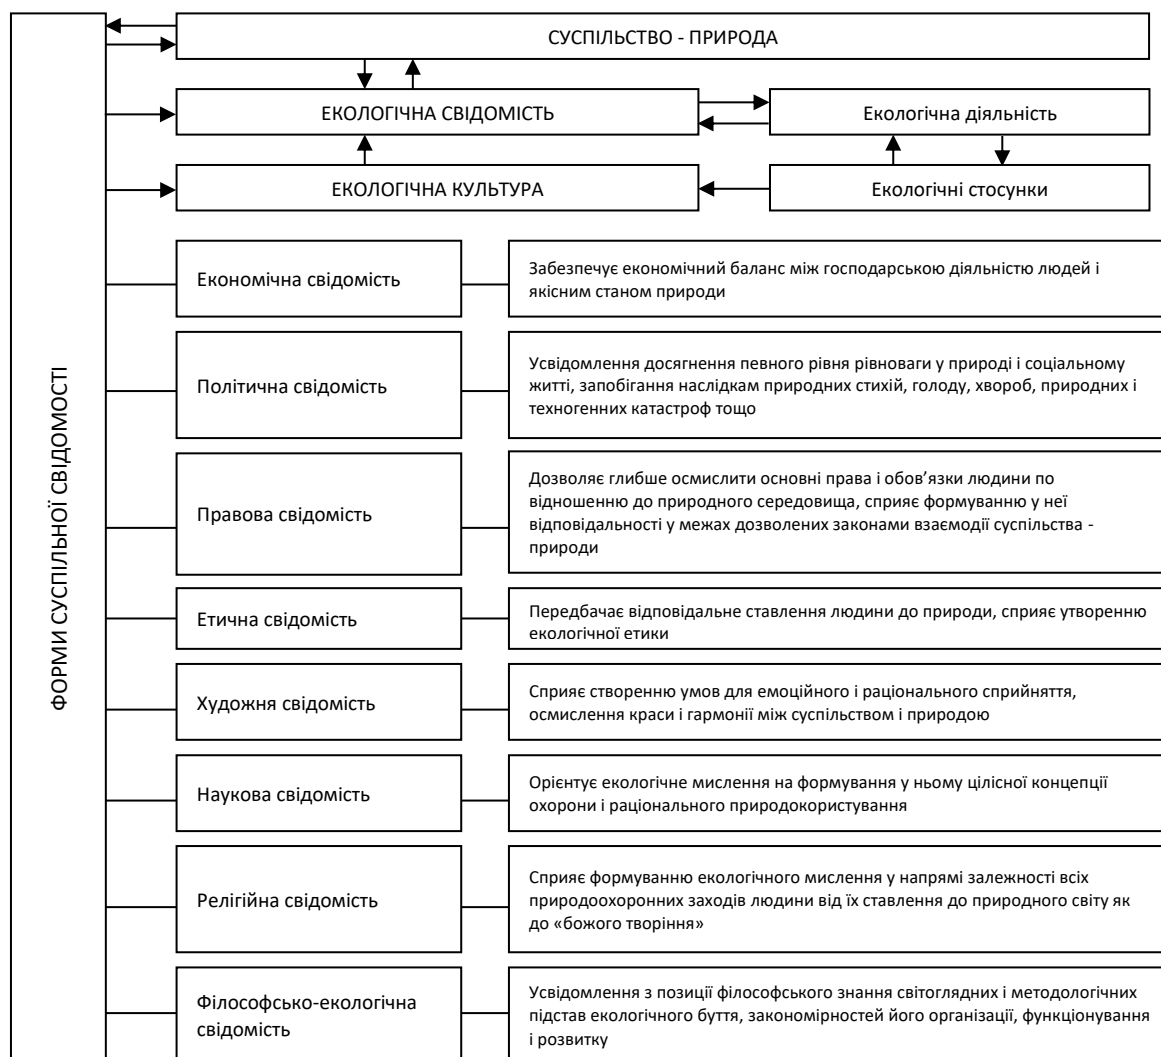 ФОРМИ СУСПІЛЬНОЇ СВІДОМОСТІ
СУСПІЛЬСТВО - ПРИРОДА
ЕКОЛОГІЧНА СВІДОМІСТЬ
Екологічна діяльність
ЕКОЛОГІЧНА КУЛЬТУРА
Екологічні стосунки
Економічна свідомість
Забезпечує економічний баланс між господарською діяльністю людей і
якісним станом природи
Політична свідомість
Усвідомлення досягнення певного рівня рівноваги у природі і соціальному
житті, запобігання наслідкам природних стихій, голоду, хвороб, природних і
техногенних катастроф тощо
Правова свідомість
Дозволяє глибше осмислити основні права і обов’язки людини по
відношенню до природного середовища, сприяє формуванню у неї
відповідальності у межах дозволених законами взаємодії суспільства -
природи
Етична свідомість
Передбачає відповідальне ставлення людини до природи, сприяє утворенню
екологічної етики
Художня свідомість
Сприяє створенню умов для емоційного і раціонального сприйняття,
осмислення краси і гармонії між суспільством і природою
Наукова свідомість
Орієнтує екологічне мислення на формування у ньому цілісної концепції
охорони і раціонального природокористування
Релігійна свідомість
Сприяє формуванню екологічного мислення у напрямі залежності всіх
природоохоронних заходів людини від їх ставлення до природного світу як
до «божого творіння»
Філософсько-екологічна
свідомість
Усвідомлення з позиції філософського знання світоглядних і методологічних
підстав екологічного буття, закономірностей його організації, функціонування
і розвитку